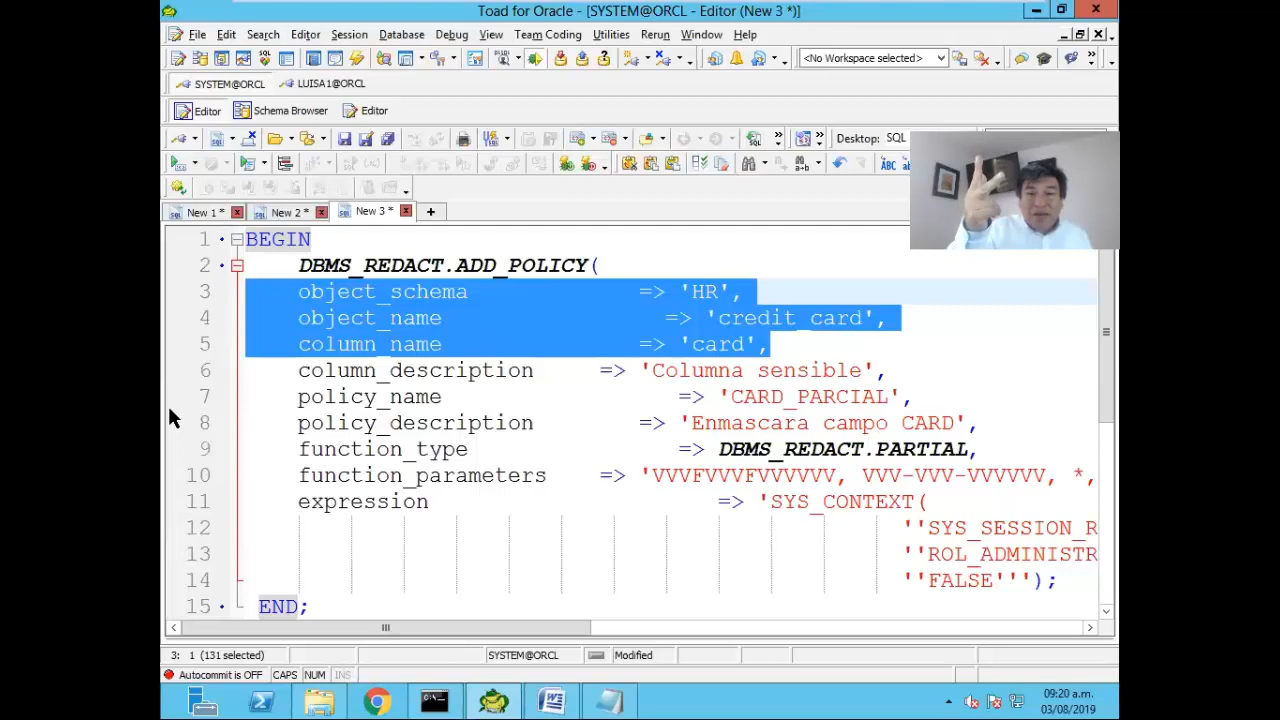 Toad for Oracle - [SYSTEM@ORCL - Editor (New 3 *)]
File Edit Search Editor Session Database Debug View Team Coding Utilities Rerun Window Help
<No Workspace selected>
SYSTEM@ORCL LUISA1@ORCL
Editor Schema Browser Editor
Desktop: SQL
New 1 * New 2 * New 3 *
1 BEGIN
2 DBMS_REDACT.ADD_POLICY(
3 object_schema => 'HR',
4 object_name => 'credit_card',
5 column_name => 'card',
6 column_description => 'Columna sensible',
7 policy_name => 'CARD_PARCIAL',
8 policy_description => 'Enmascara campo CARD',
9 function_type => DBMS_REDACT.PARTIAL,
10 function_parameters => 'VVVFVVVFVVVVVV, VVV-VVV-VVVVVV, *,
11 expression => 'SYS_CONTEXT(
12 ''SYS_SESSION_R
13 ''ROL_ADMINISTR
14 ''FALSE''');
15 END;
3: 1 (131 selected) SYSTEM@ORCL Modified
Autocommit is OFF CAPS NUM INS
09:20 a.m.
03/08/2019